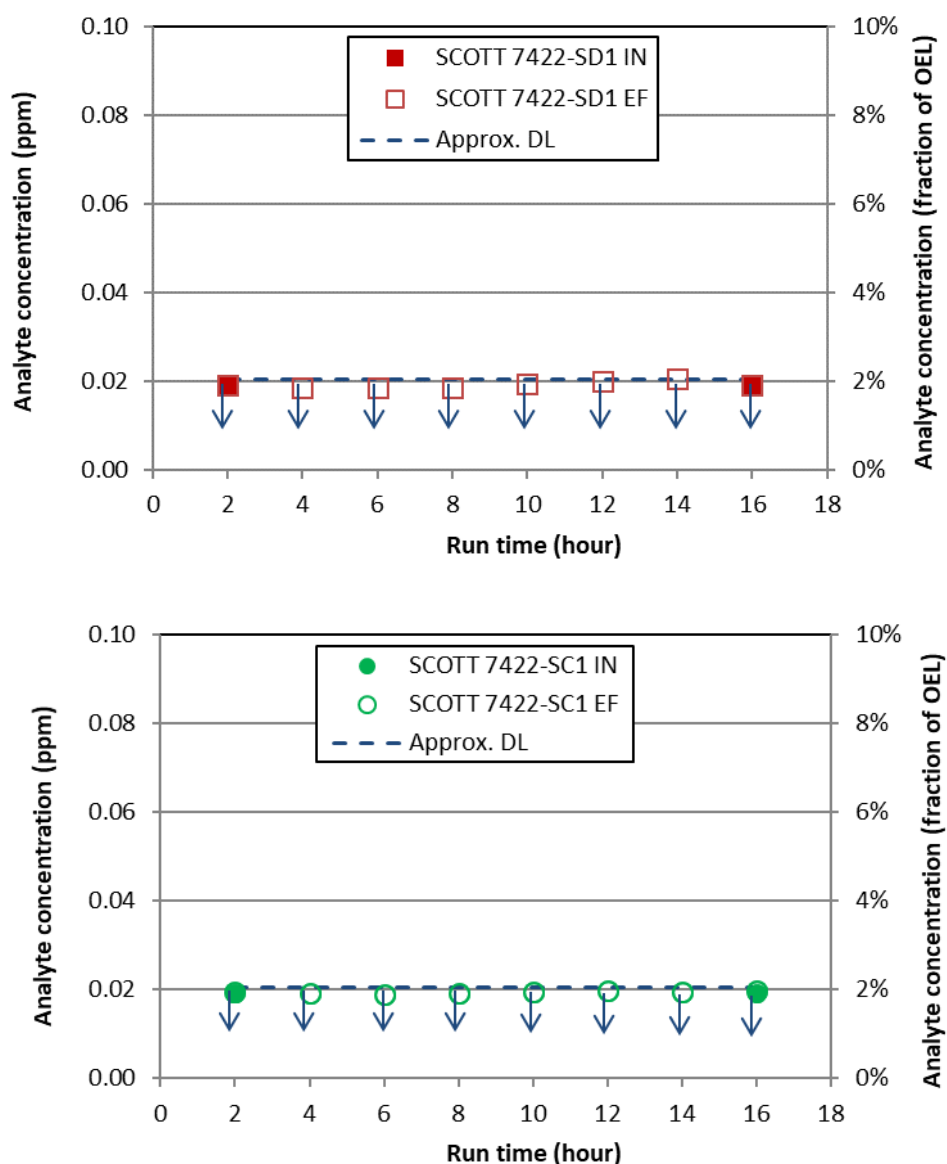 Analyte concentration (ppm)
0.10
0.08
0.06
0.04
0.02
0.00
SCOTT 7422-SD1 IN
SCOTT 7422-SD1 EF
Approx. DL
10%
8%
6%
4%
2%
0%
Analyte concentration (fraction of OEL)
0 2 4 6 8 10 12 14 16 18
Run time (hour)
Analyte concentration (ppm)
0.10
0.08
0.06
0.04
0.02
0.00
SCOTT 7422-SC1 IN
SCOTT 7422-SC1 EF
Approx. DL
10%
8%
6%
4%
2%
0%
Analyte concentration (fraction of OEL)
0 2 4 6 8 10 12 14 16 18
Run time (hour)